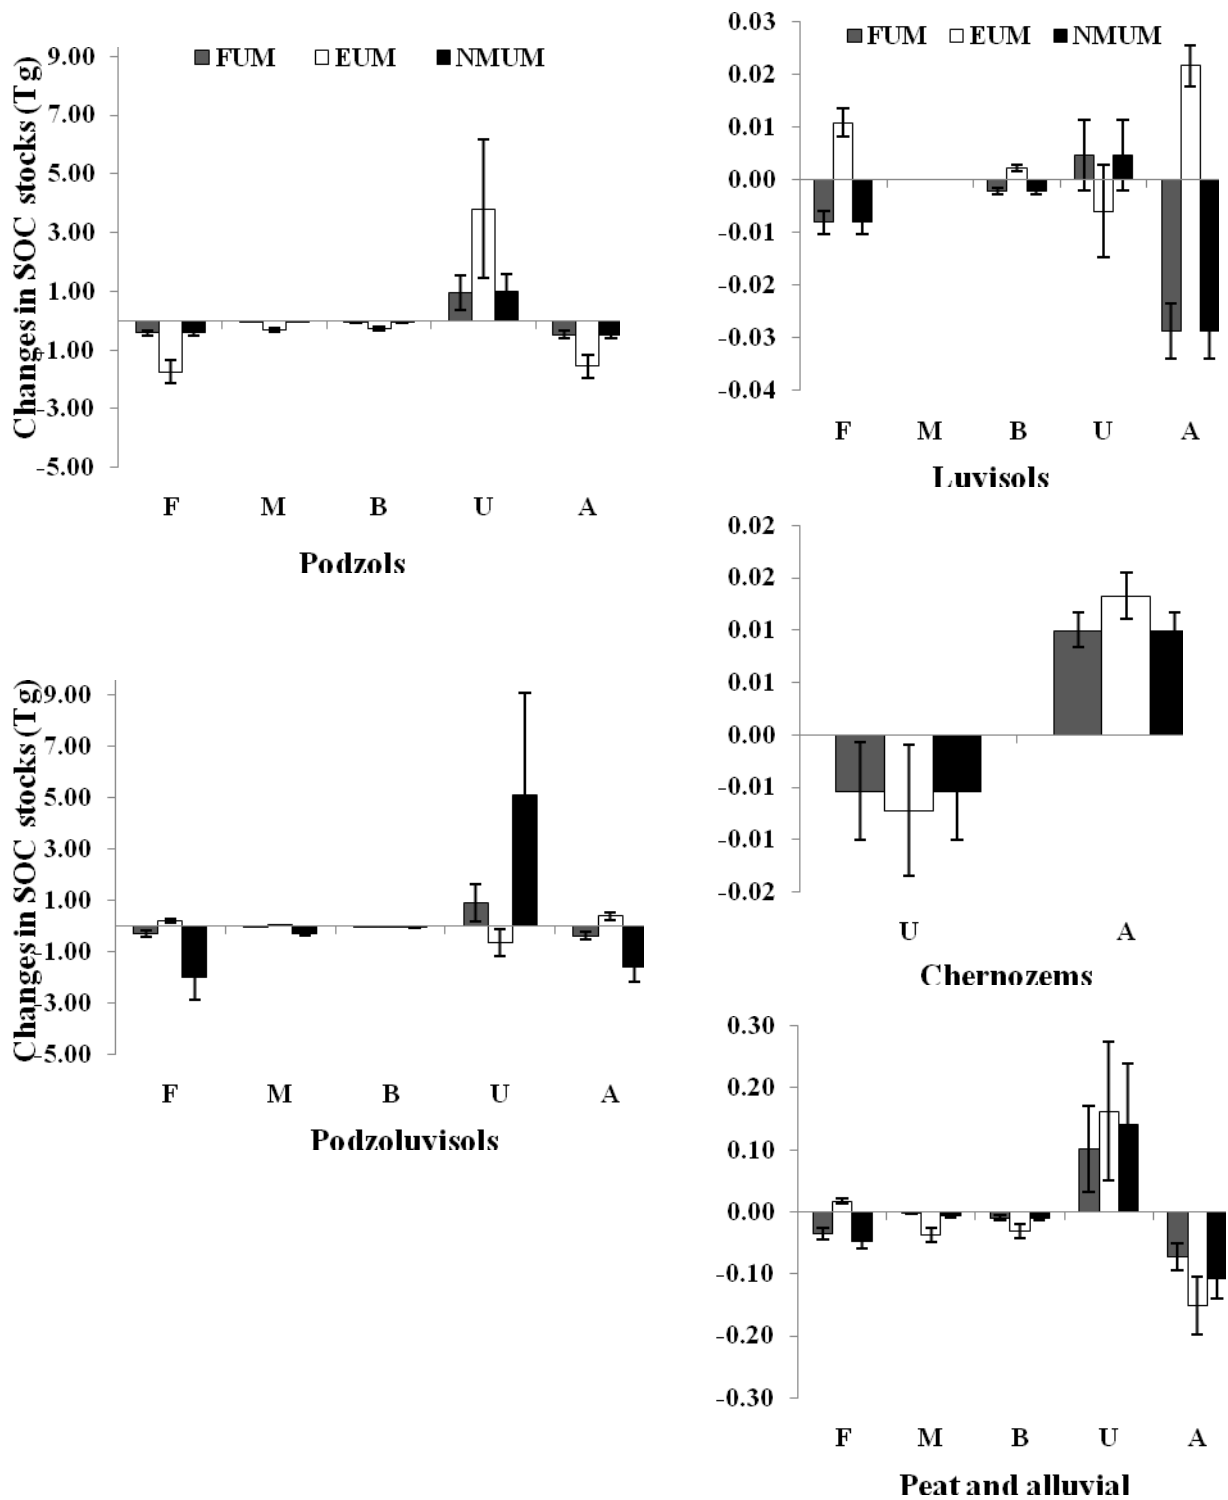 FUM EUM NMUM
Changes in SOC stocks (Tg)
9.00
7.00
5.00
3.00
1.00
-1.00
-3.00
-5.00
F M B U A
Podzols
FUM EUM NMUM
0.03
0.02
0.01
0.00
-0.01
-0.02
-0.03
-0.04
F M B U A
Luvisols
0.02
0.02
0.01
0.01
0.00
-0.01
-0.01
-0.02
U A
Chernozems
Changes in SOC stocks (Tg)
9.00
7.00
5.00
3.00
1.00
-1.00
-3.00
-5.00
F M B U A
Podzoluvisols
0.30
0.20
0.10
0.00
-0.10
-0.20
-0.30
F M B U A
Peat and alluvial